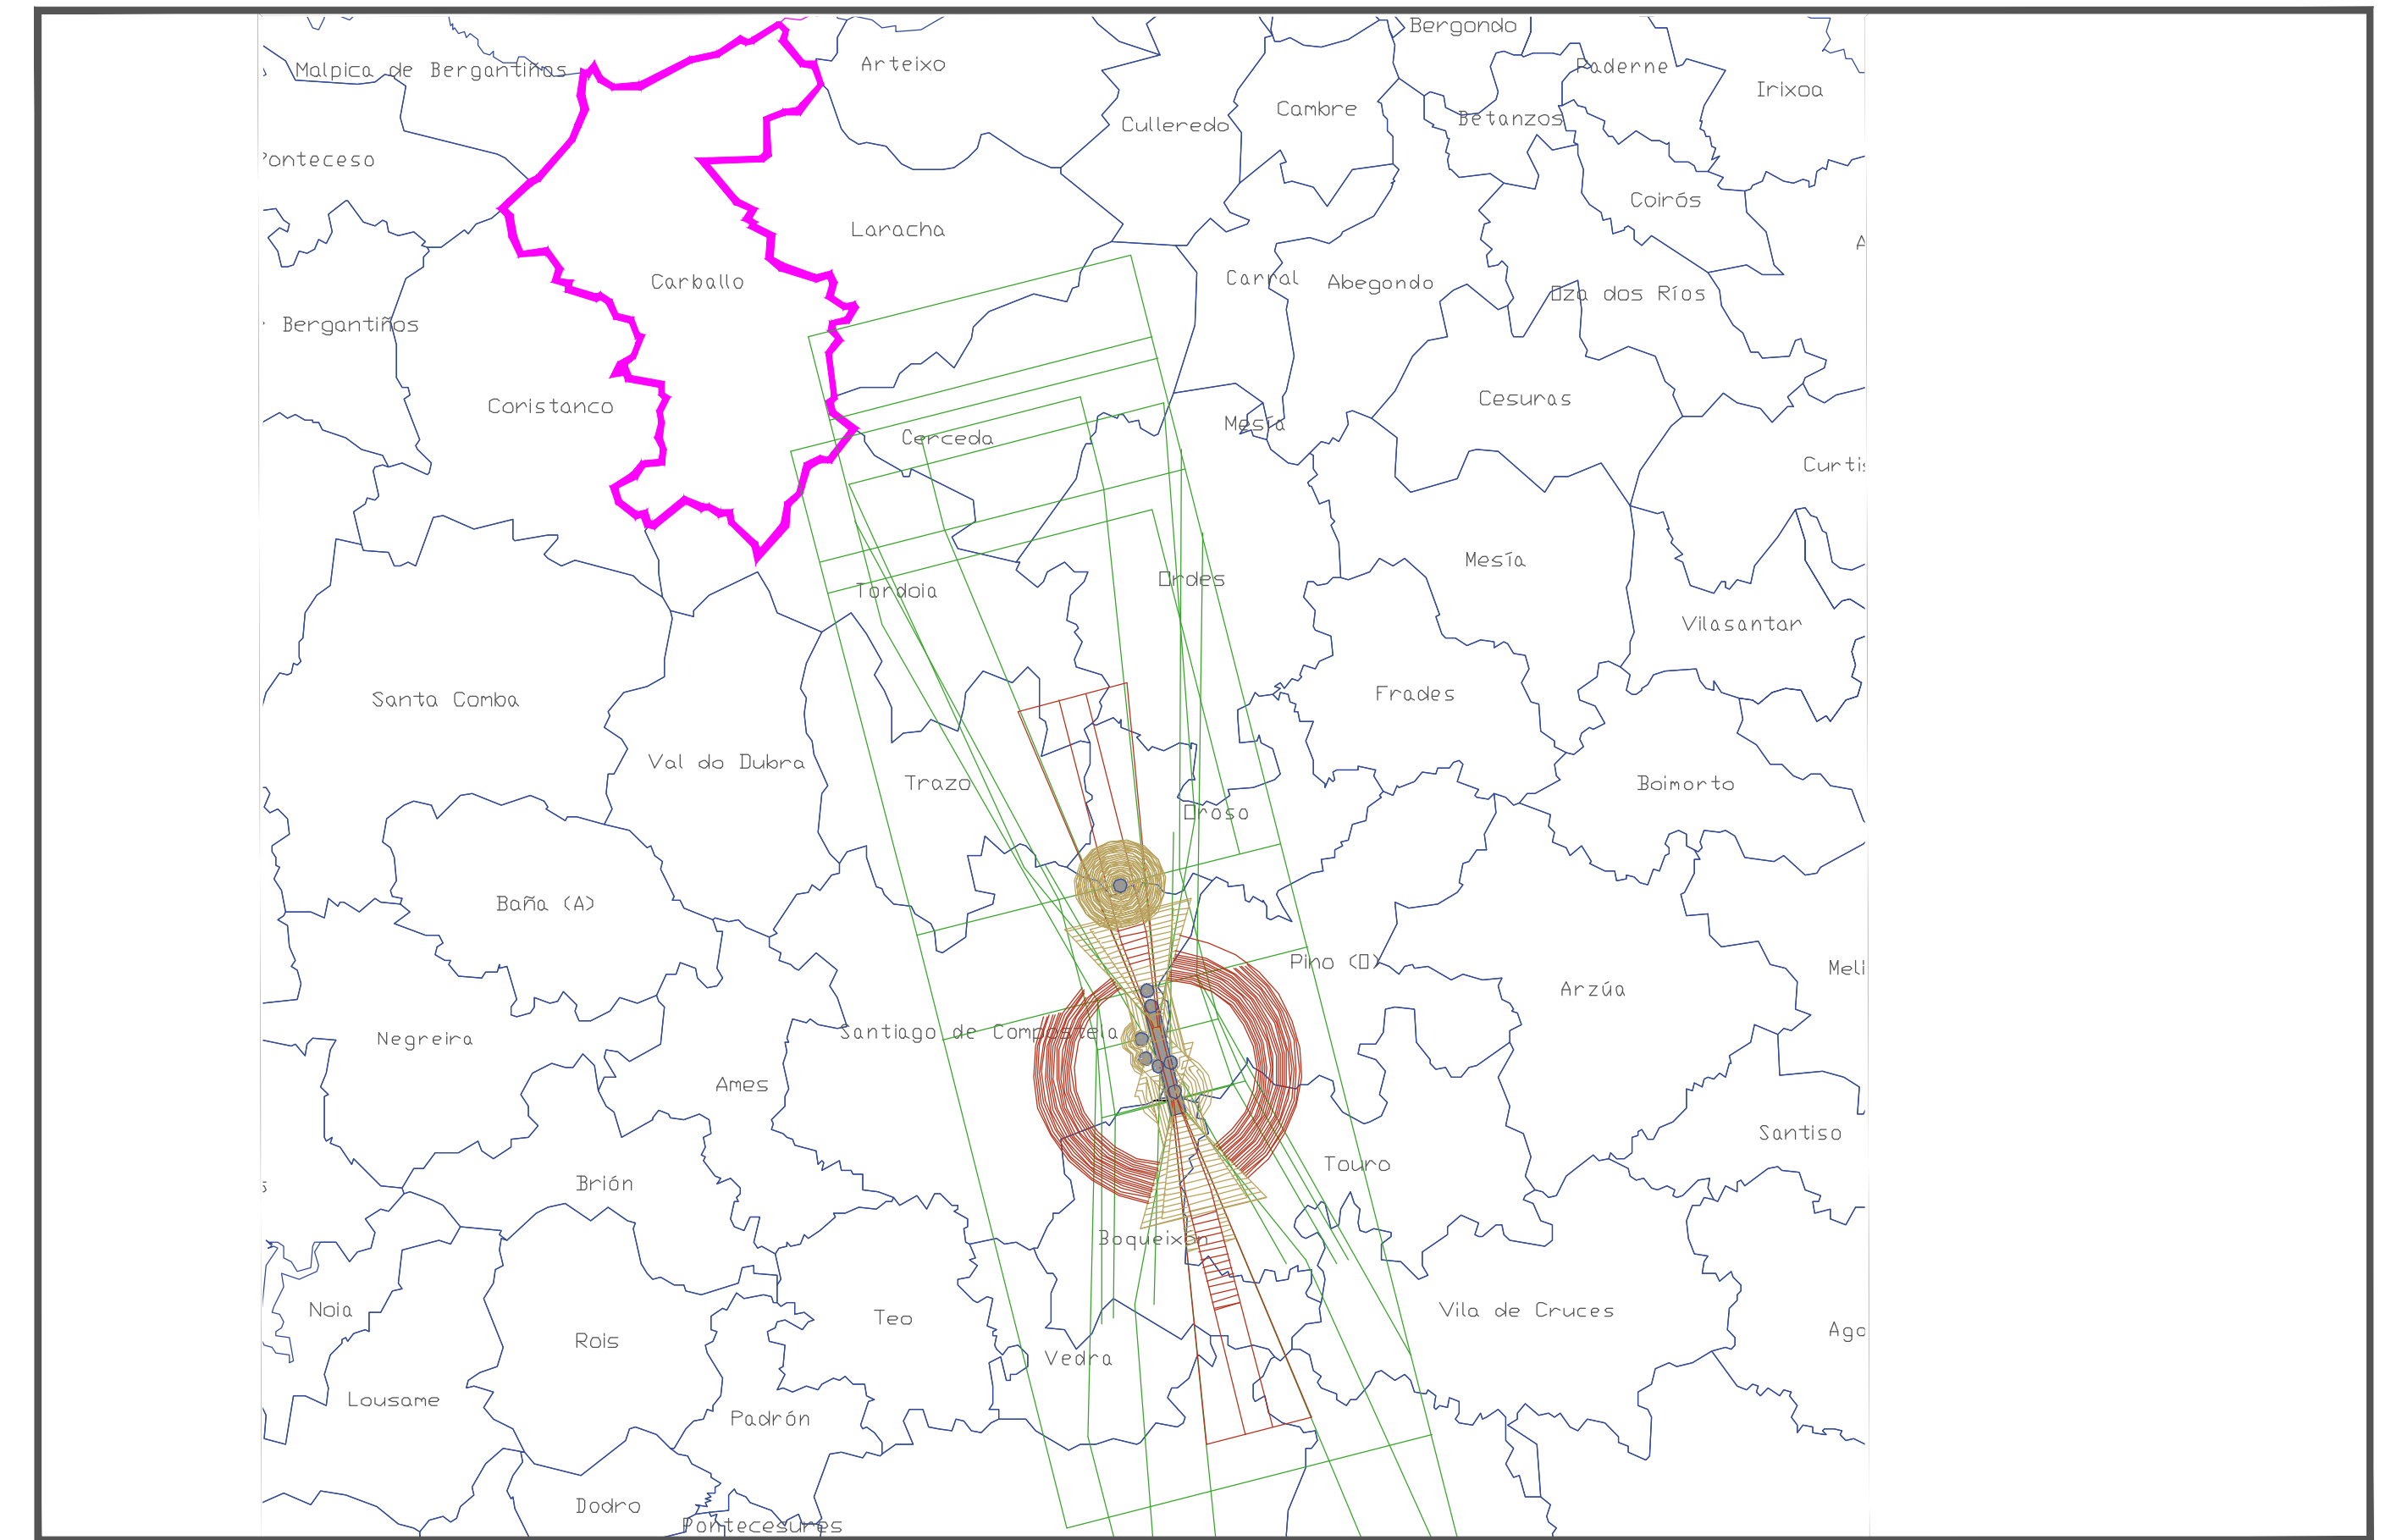 Bergondo
Arteixo
Paderne
Malpica de Bergantiños
Irixoa
Cambre
Betanzos
Culleredo
Ponteceso
Coirós
Laracha
Carral
Carballo
Abegondo
Oza dos Ríos
Bergantiños
Cesuras
Coristanco
Mesía
Cerceda
Curtis
Mesía
Ordes
Tordoia
Vilasantar
Frades
Santa Comba
Val do Dubra
Trazo
Boimorto
Oroso
Baña (A)
Pino (O)
Meli
Arzúa
Santiago de Compostela
Negreira
Ames
Santiso
Touro
Brión
Boqueixón
Noia
Vila de Cruces
Teo
Ago
Rois
Vedra
Lousame
Padrón
Dodro
Pontecesures